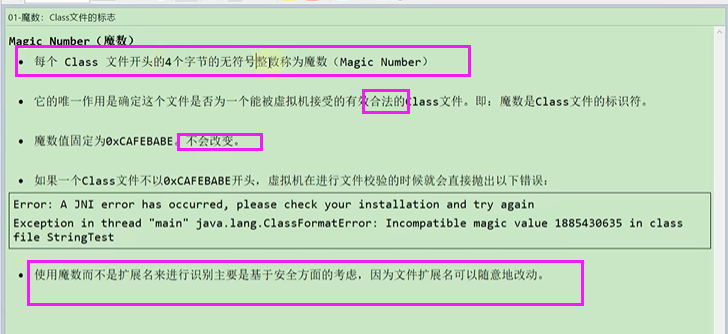 01-魔数：Class文件的标志
Magic Number（魔数）
• 每个 Class 文件开头的4个字节的无符号整数称为魔数（Magic Number）
• 它的唯一作用是确定这个文件是否为一个能被虚拟机接受的有效合法的Class文件。即：魔数是Class文件的标识符。
• 魔数值固定为0xCAFEBABE。不会改变。
• 如果一个Class文件不以0xCAFEBABE开头，虚拟机在进行文件校验的时候就会直接抛出以下错误：
Error: A JNI error has occurred, please check your installation and try again
Exception in thread "main" java.lang.ClassFormatError: Incompatible magic value 1885430635 in class
file StringTest
• 使用魔数而不是扩展名来进行识别主要是基于安全方面的考虑，因为文件扩展名可以随意地改动。